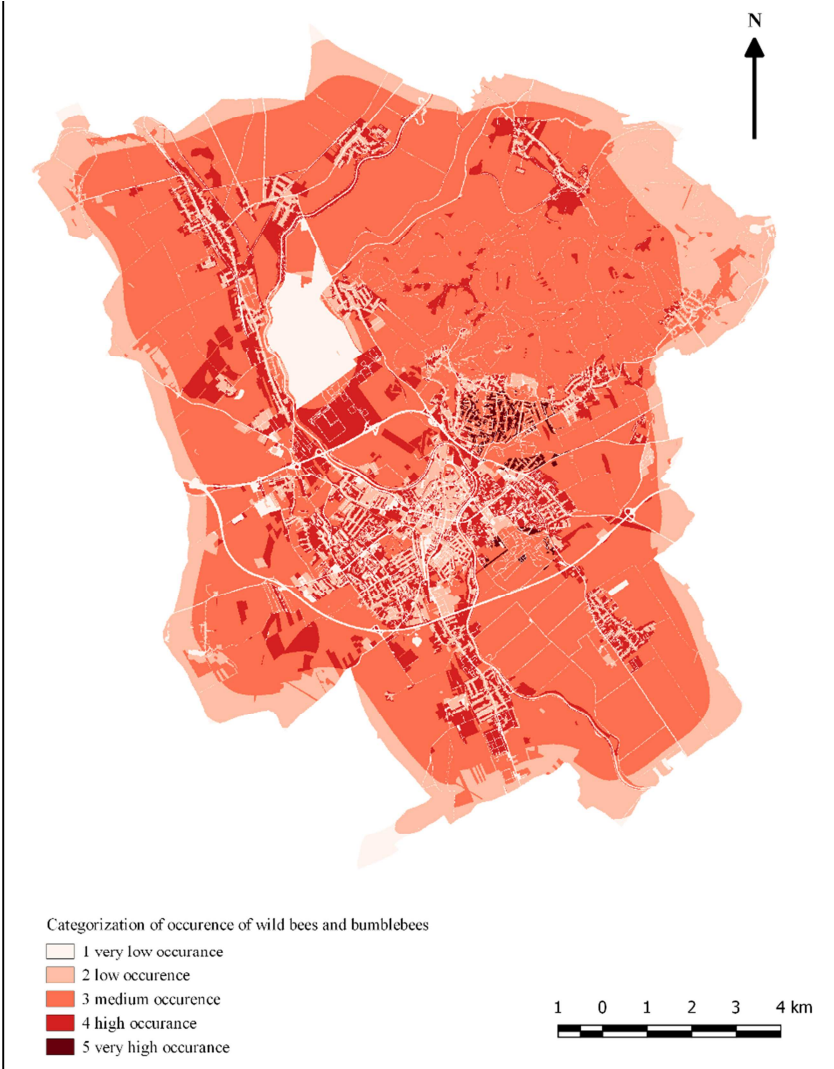 N
Categorization of occurence of wild bees and bumblebees
1 very low occurance
2 low occurence
3 medium occurence
4 high occurance
5 very high occurance
1 0 1 2 3 4 km